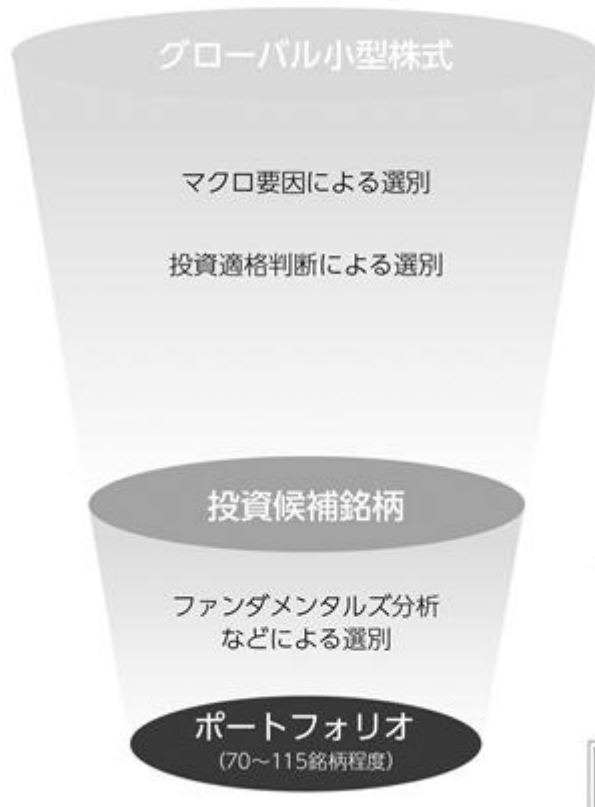 グローバル小型株式
マクロ要因による選別
投資適格判断による選別
投資候補銘柄
ファンダメンタルズ分析
などによる選別
ポートフォリオ
(70～115銘柄程度)